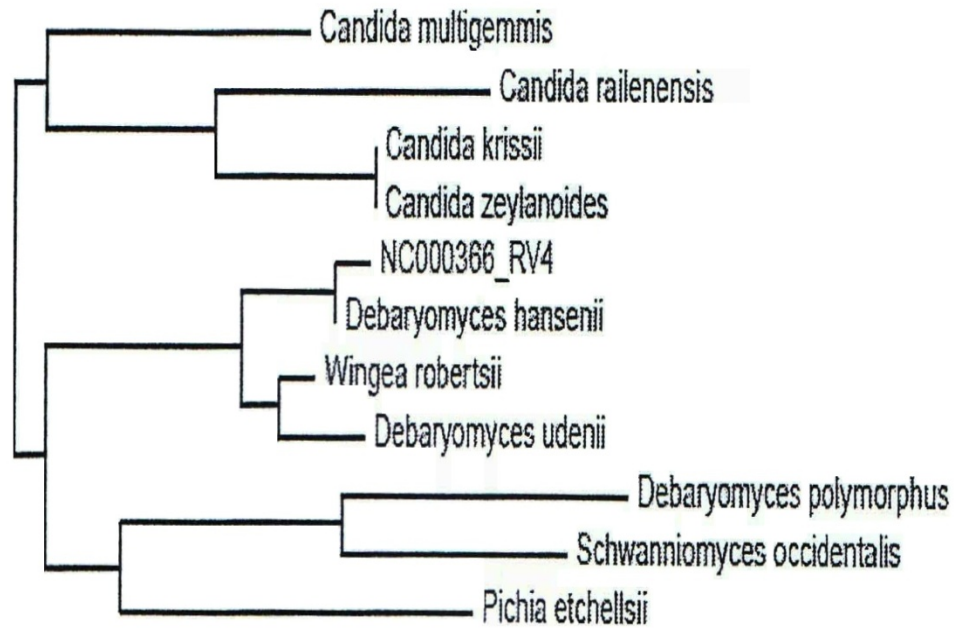 Candida multigemmis
Candida railenensis
Candida krissii
Candida zeylanoides
NC000366_RV4
Debaryomyces hansenii
Wingea robertsii
Debaryomyces udenii
Debaryomyces polymorphus
Schwanniomyces occidentalis
Pichia etchellsii